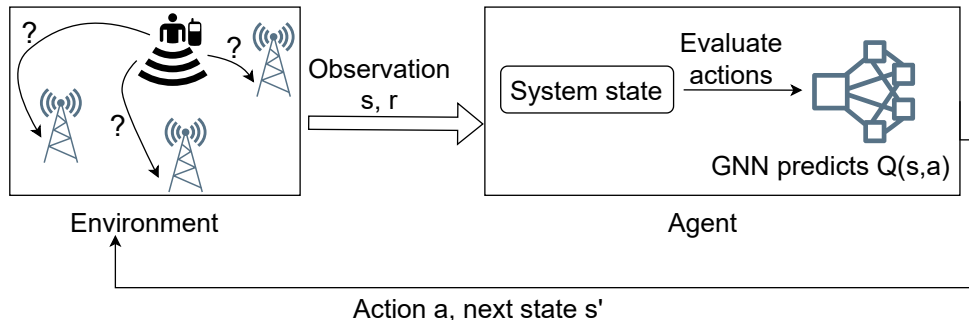 ?
?
?
Observation
s, r
Evaluate
actions
System state
GNN predicts Q(s,a)
Environment
Agent
Action a, next state s'